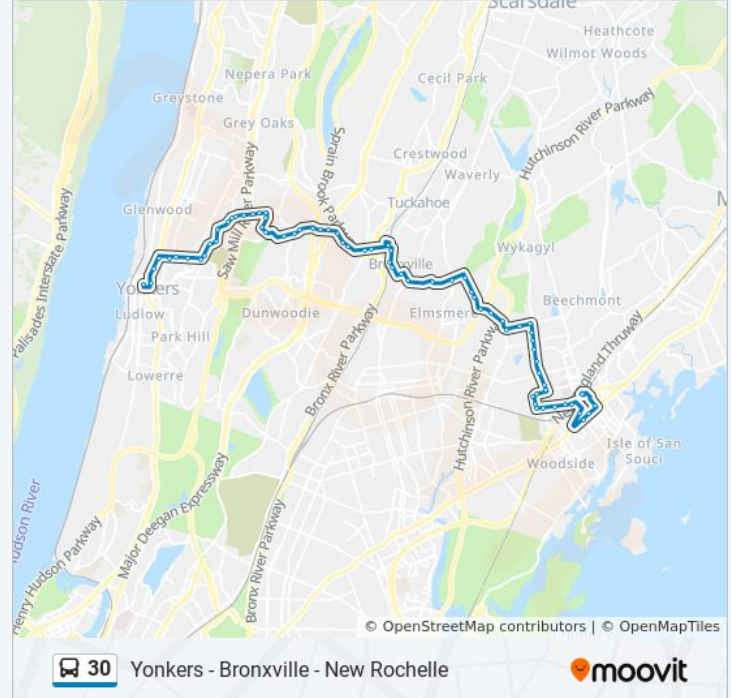 Scarsdale
Heathcote
Wilmot Woods
Nepera Park
Cecil Park
Greystone
Hutchinson River Parkway
Grey Oaks
Sprain Brook Parkway
Crestwood
Waverly
Saw Mill River Parkway
Tuckahoe
Palisades Interstate Parkway
Glenwood
Wykagyl
Bronxville
Yonkers
Beechmont
Ludlow
Dunwoodie
Elmsmere
Park Hill
New England Thruway
Lowerre
Bronx River Parkway
Hutchinson River Parkway
Isle of San
Souci
Woodside
Major Deegan Expressway
Hudson River
Henry Hudson Parkway
Bronx River Parkway
© OpenStreetMap contributors | © OpenMapTiles
30 Yonkers - Bronxville - New Rochelle
moovit